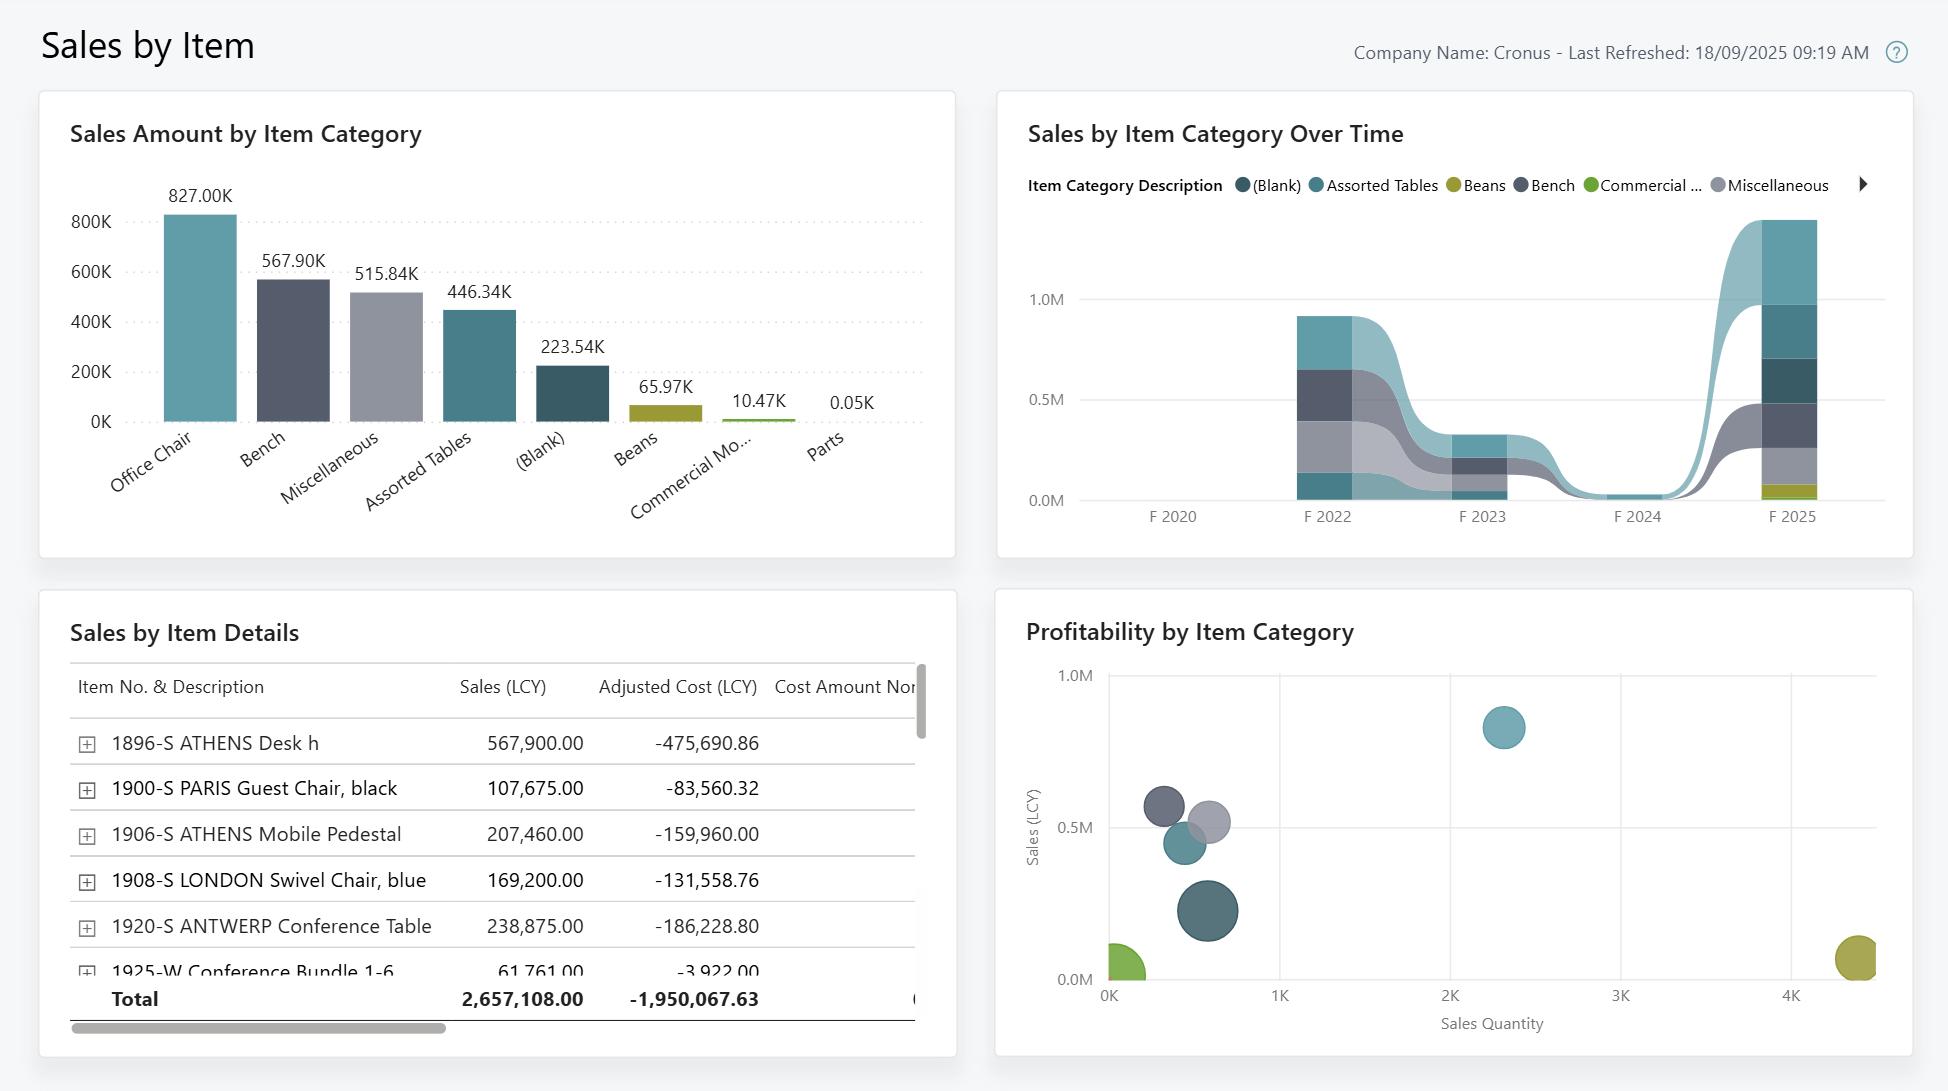 Sales by Item
Company Name: Cronus - Last Refreshed: 18/09/2025 09:19 AM
?
Sales Amount by Item Category
827.00K
567.90K
515.84K
446.34K
223.54K
65.97K
10.47K
0.05K
800K
600K
400K
200K
0K
Office Chair
Bench
Miscellaneous
Assorted Tables
(Blank)
Beans
Commercial Mo...
Parts
Sales by Item Category Over Time
Item Category Description (Blank) Assorted Tables Beans Bench Commercial ... Miscellaneous
1.0M
0.5M
0.0M
F 2020 F 2022 F 2023 F 2024 F 2025
Sales by Item Details
Item No. & Description Sales (LCY) Adjusted Cost (LCY) Cost Amount Nor
1896-S ATHENS Desk h 567,900.00 -475,690.86
1900-S PARIS Guest Chair, black 107,675.00 -83,560.32
1906-S ATHENS Mobile Pedestal 207,460.00 -159,960.00
1908-S LONDON Swivel Chair, blue 169,200.00 -131,558.76
1920-S ANTWERP Conference Table 238,875.00 -186,228.80
1925-W Conference Bundle 1-6 61,761.00 -3,922.00
Total 2,657,108.00 -1,950,067.63
Profitability by Item Category
Sales (LCY)
1.0M
0.5M
0.0M
0K 1K 2K 3K 4K
Sales Quantity